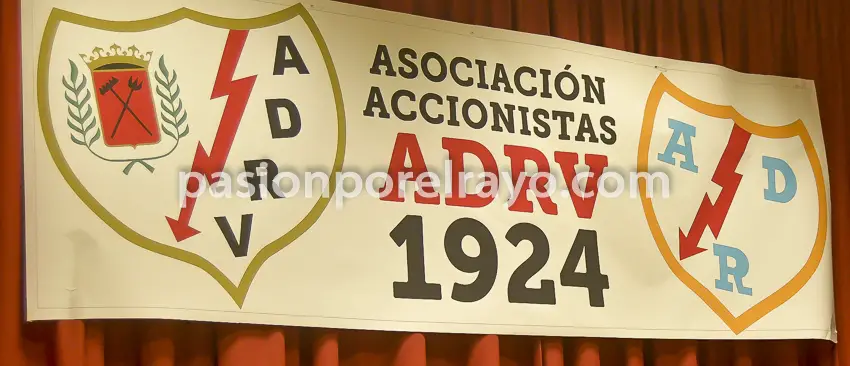 A
D
R
V
ASOCIACIÓN
ACCIONISTAS
ADRV
1924
A
D
R
pasionporelrayo.com